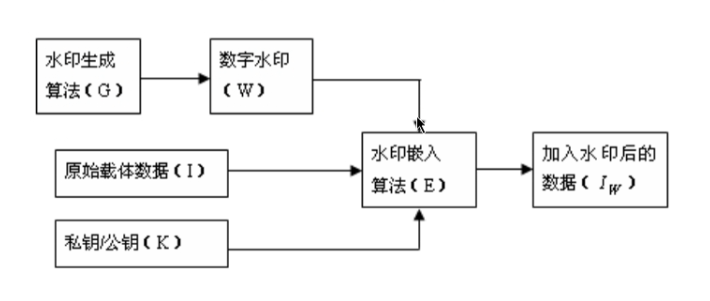 水印生成
算法（G）
数字水印
（W）
原始载体数据（I）
水印嵌入
算法（E）
加入水印后的
数据（ I_W ）
私钥/公钥（K）